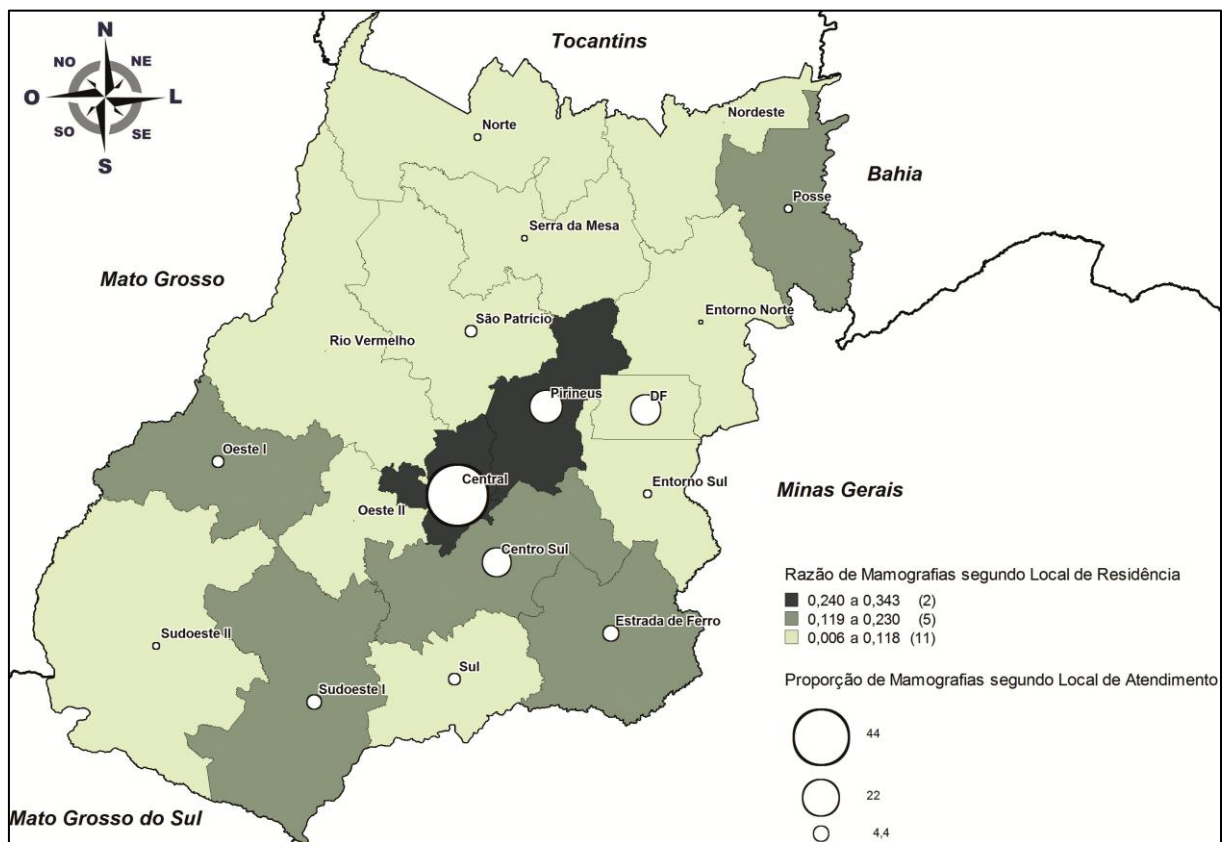 Tocantins
N
NO
NE
O
L
SO
SE
S
Nordeste
Norte
Bahia
Posse
Serra da Mesa
Mato Grosso
Entorno Norte
São Patrício
Rio Vermelho
Pirineus
DF
Oeste I
Central
Entorno Sul
Minas Gerais
Oeste II
Centro Sul
Razão de Mamografias segundo Local de Residência
0,240 a 0,343 (2)
0,119 a 0,230 (5)
0,006 a 0,118 (11)
Estrada de Ferro
Sudoeste II
Sul
Sudoeste I
Proporção de Mamografias segundo Local de Atendimento
44
22
4,4
Mato Grosso do Sul